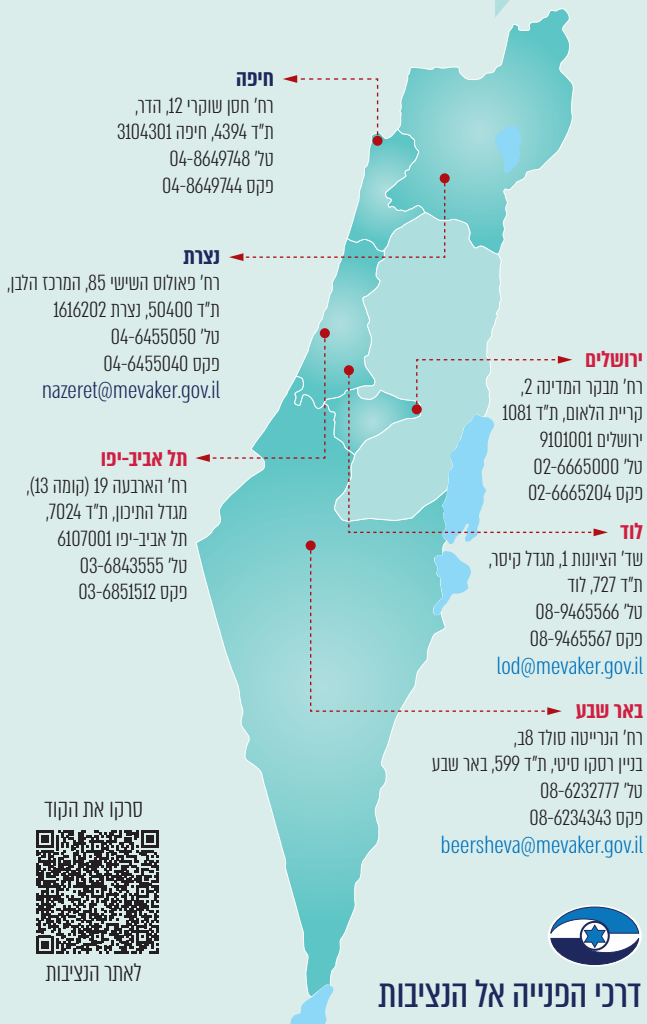 חיפה
רח' חסן שוקרי 12, הדר,
ת"ד 4394, חיפה 3104301
טל' 04-8649748
פקס 04-8649744
נצרת
רח' פאולוס השישי 85, המרכז הלבן,
ת"ד 50400, נצרת 1616202
טל' 04-6455050
פקס 04-6455040
nazeret@mevaker.gov.il
ירושלים
רח' מבקר המדינה 2,
קריית הלאום, ת"ד 1081
ירושלים 9101001
טל' 02-6665000
פקס 02-6665204
תל אביב-יפו
רח' הארבעה 19 (קומה 13),
מגדל התיכון, ת"ד 7024,
תל אביב-יפו 6107001
טל' 03-6843555
פקס 03-6851512
לוד
שד' הציונות 1, מגדל קיסר,
ת"ד 727, לוד
טל' 08-9465566
פקס 08-9465567
lod@mevaker.gov.il
באר שבע
רח' הנרייטה סולד 8ב,
בניין רסקו סיטי, ת"ד 599, באר שבע
טל' 08-6232777
פקס 08-6234343
beersheva@mevaker.gov.il
סרקו את הקוד
לאתר הנציבות
דרכי הפנייה אל הנציבות